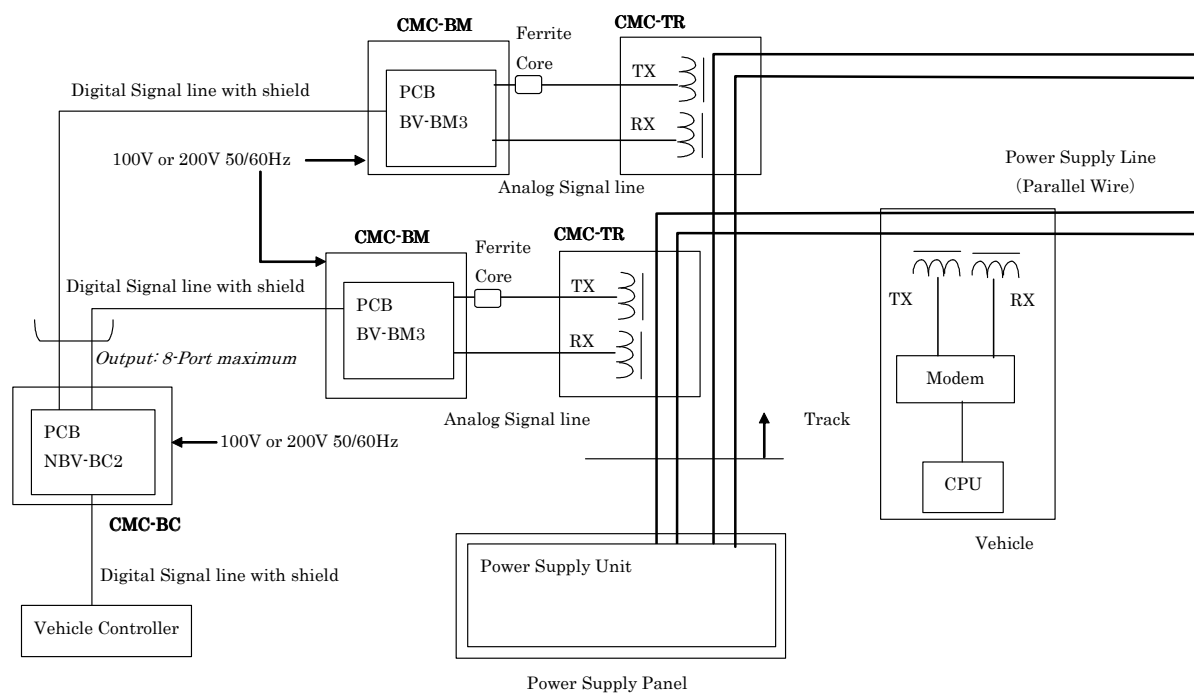 CMC-BM
Ferrite
Core
CMC-TR
Digital Signal line with shield
PCB
BV-BM3
TX
RX
100V or 200V 50/60Hz
Analog Signal line
Power Supply Line
(Parallel Wire)
CMC-BM
Ferrite
Core
CMC-TR
Digital Signal line with shield
PCB
BV-BM3
TX
RX
TX
RX
Output: 8-Port maximum
Modem
Analog Signal line
Track
PCB
NBV-BC2
100V or 200V 50/60Hz
CPU
CMC-BC
Vehicle
Digital Signal line with shield
Power Supply Unit
Vehicle Controller
Power Supply Panel